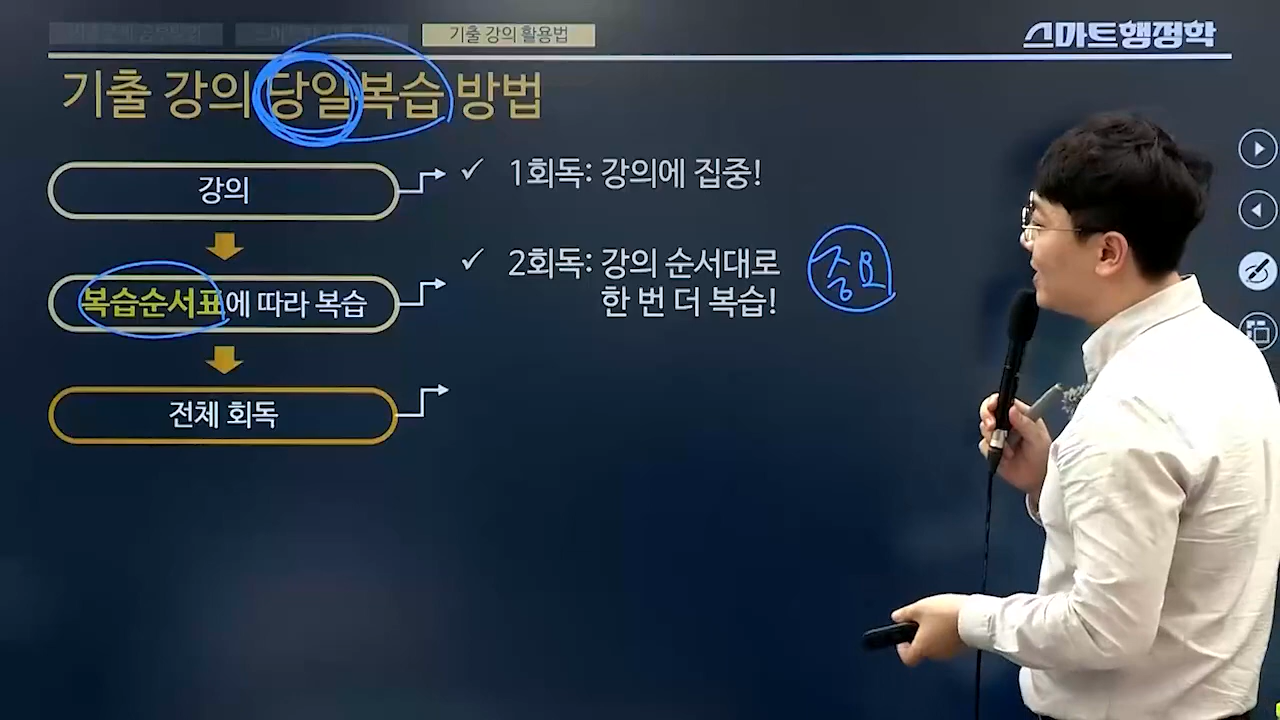 기출 강의 활용법
스마트행정학
기출 강의 당일복습 방법
강의
✓ 1회독: 강의에 집중!
복습순서표에 따라 복습
✓ 2회독: 강의 순서대로
한 번 더 복습!
중요
전체 회독